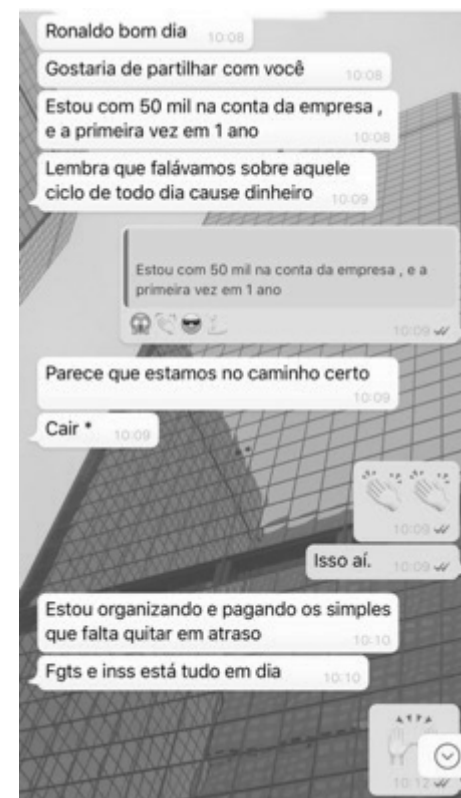 Ronaldo bom dia 10:08
Gostaria de partilhar com você 10:08
Estou com 50 mil na conta da empresa ,
e a primeira vez em 1 ano 10:08
Lembra que falávamos sobre aquele
ciclo de todo dia cause dinheiro 10:09
Estou com 50 mil na conta da empresa , e a
primeira vez em 1 ano
10:09
Parece que estamos no caminho certo
10:09
Cair * 10:09
10:09
Isso aí. 10:09
Estou organizando e pagando os simples
que falta quitar em atraso 10:10
Fgts e inss está tudo em dia 10:10
10:12